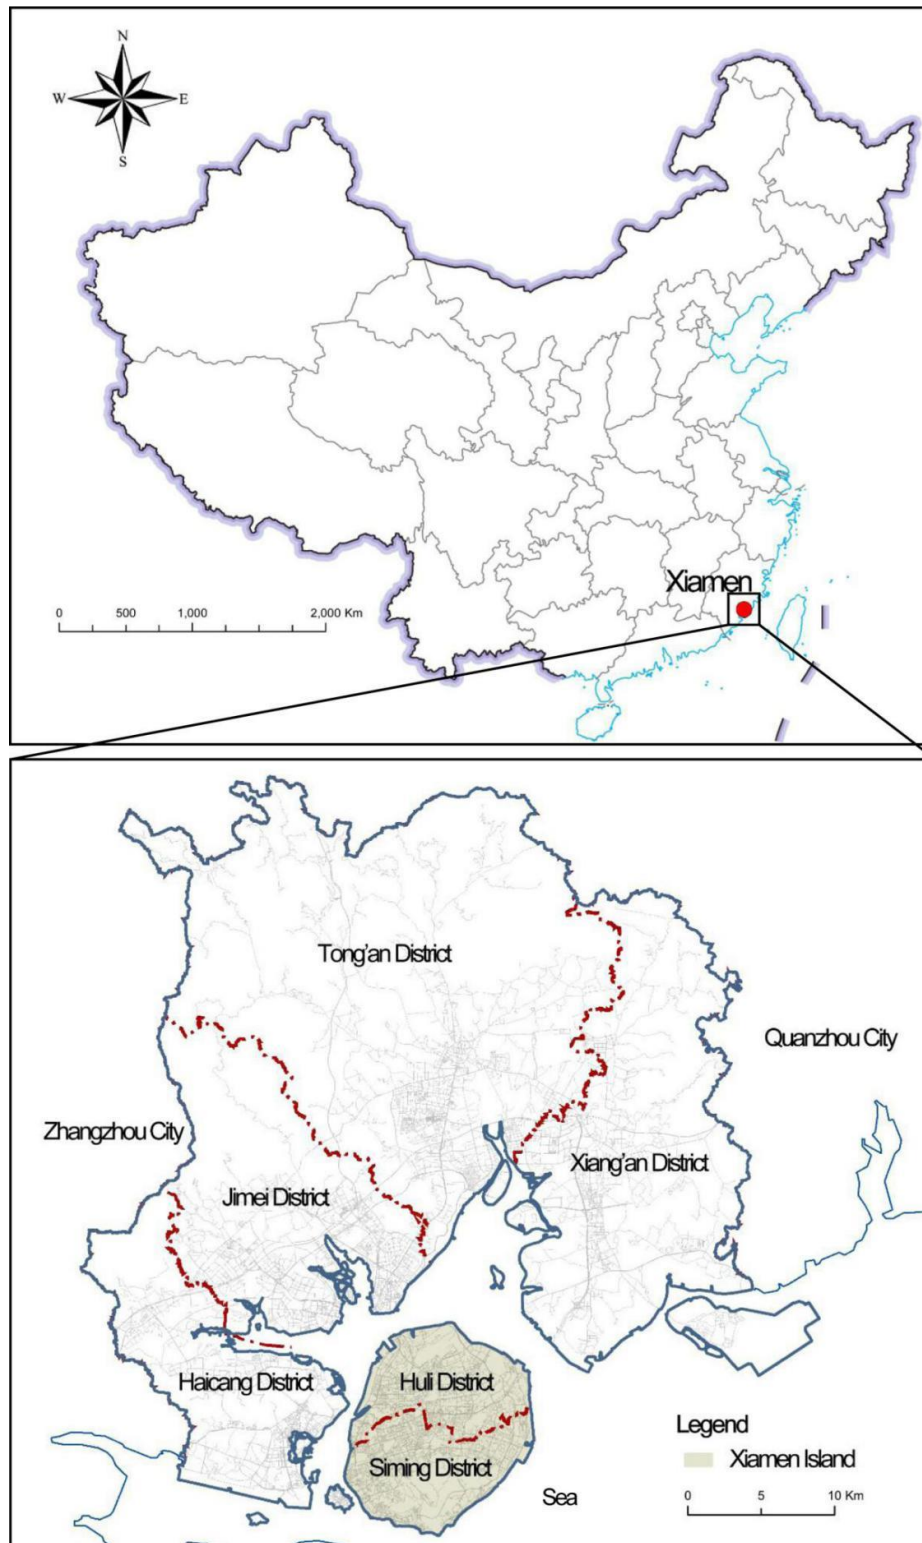 N
W E
S
Xiamen
0 500 1,000 2,000 Km
Tong'an District
Quanzhou City
Zhangzhou City
Xiang'an District
Jimei District
Haicang District
Huli District
Legend
Siming District
Xiamen Island
Sea
0 5 10 Km